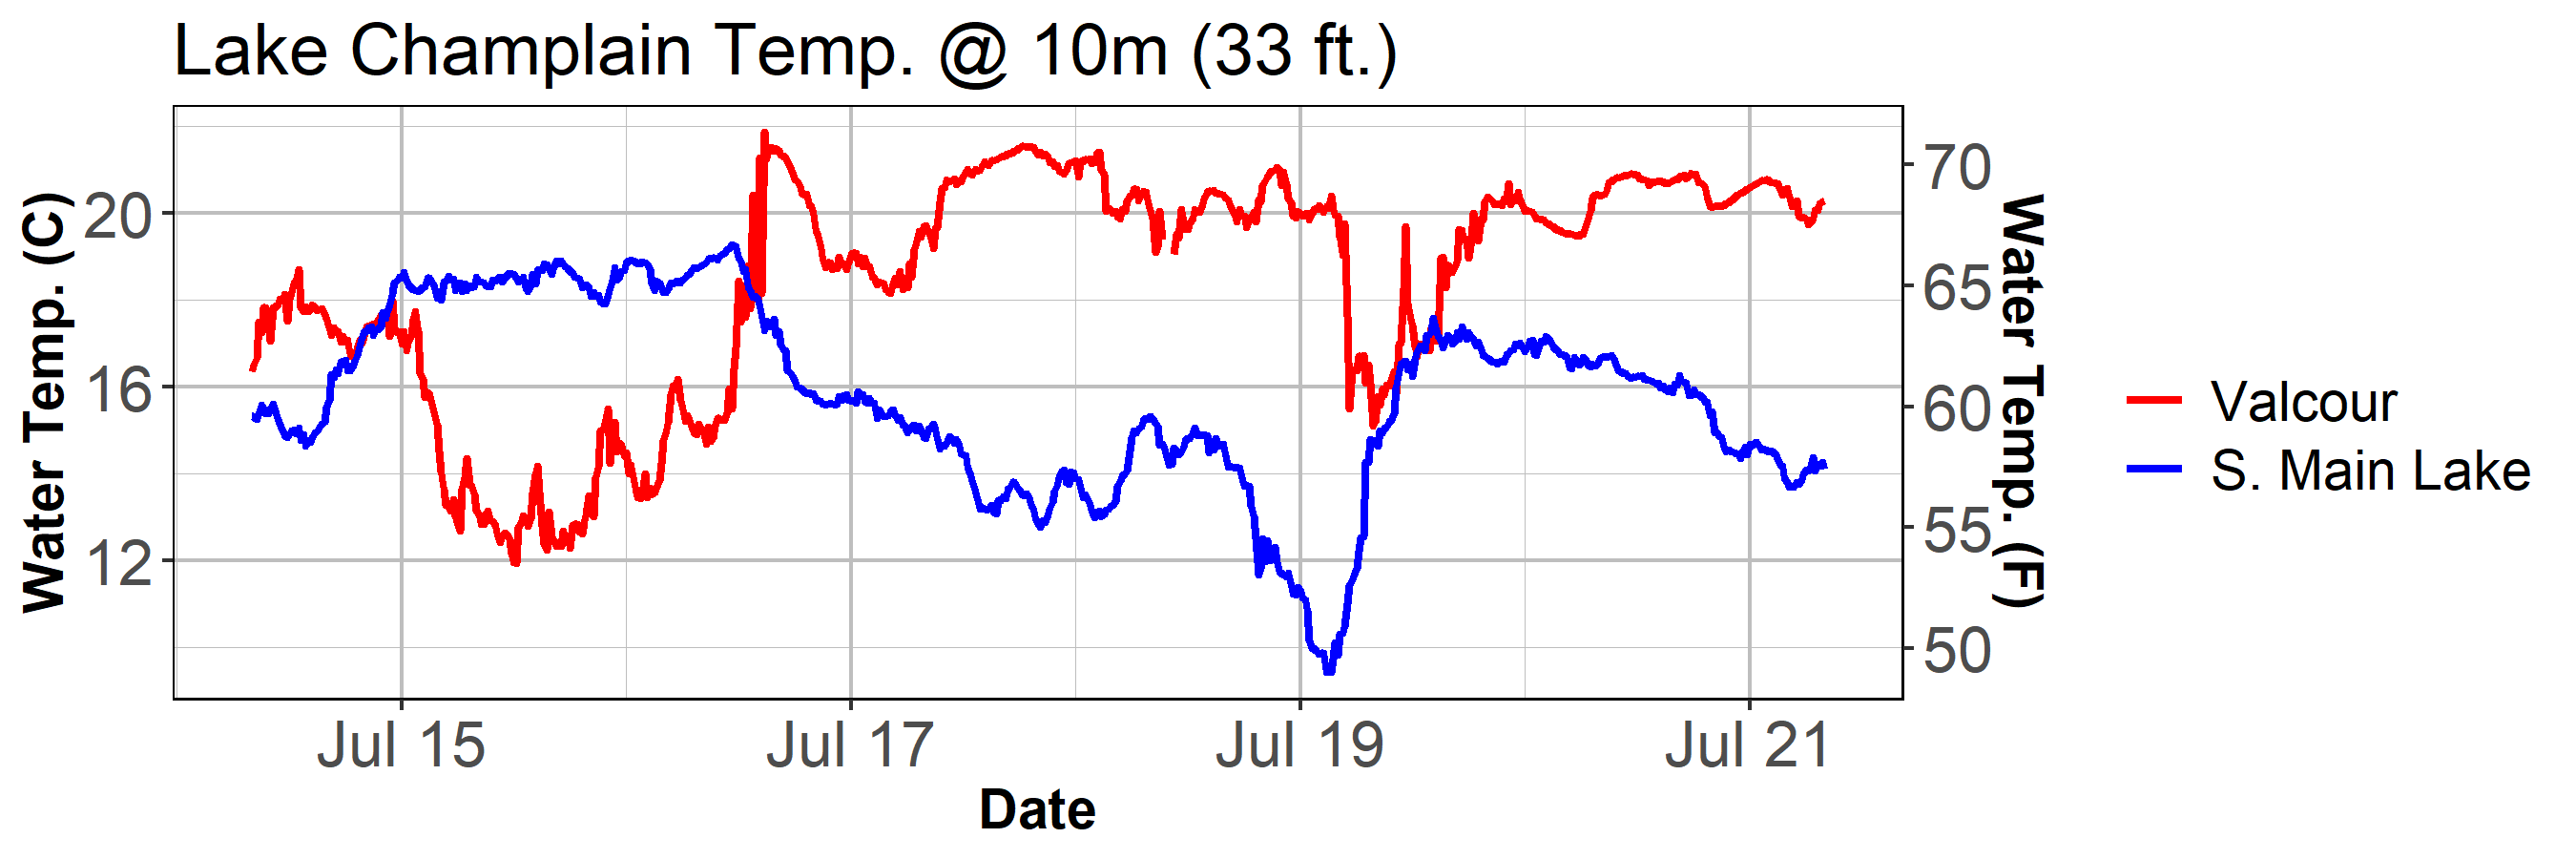 Lake Champlain Temp. @ 10m (33 ft.)
Water Temp. (C)
20
16
12
70
65
60
55
50
Water Temp. (F)
Jul 15
Jul 17
Jul 19
Jul 21
Date
Valcour
S. Main Lake